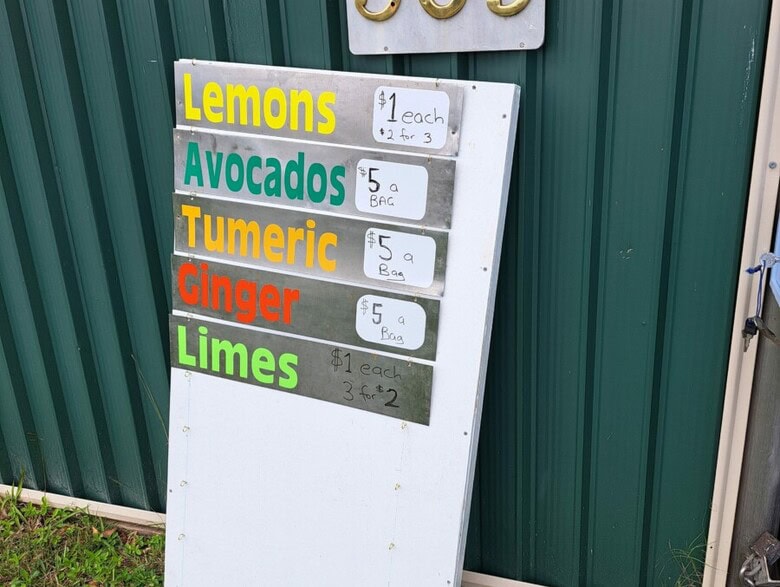 Lemons $1 each
$2 for 3
Avocados $5 a
BAG
Tumeric $5 a
Bag
Ginger $5 a
Bag
Limes $1 each
3 for $2